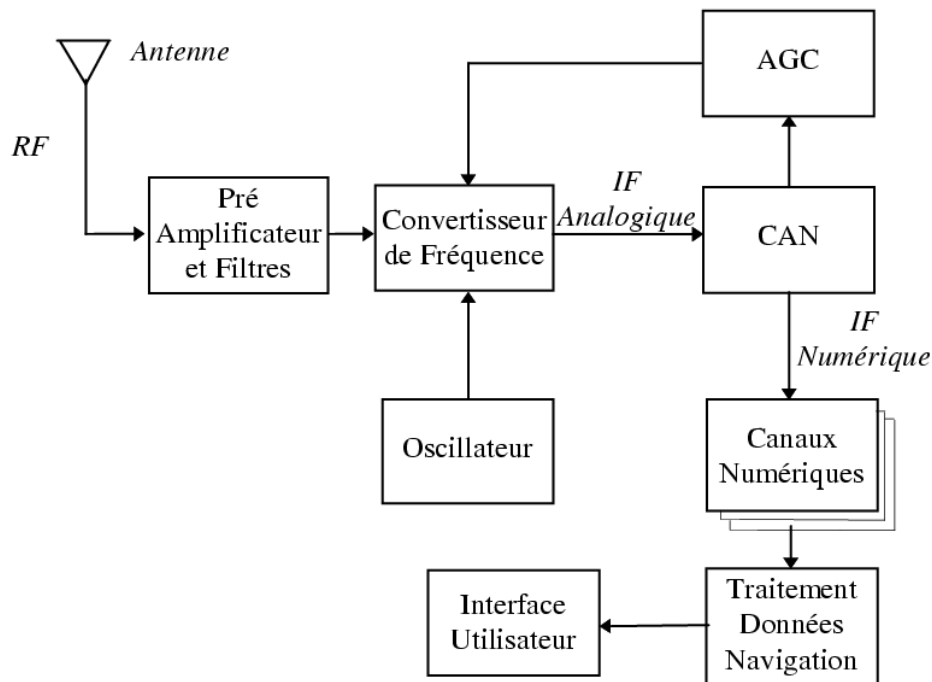 Antenne
AGC
RF
Pré
Amplificateur
et Filtres
Convertisseur
de Fréquence
IF
Analogique
CAN
IF
Numérique
Oscillateur
Canaux
Numériques
Interface
Utilisateur
Traitement
Données
Navigation